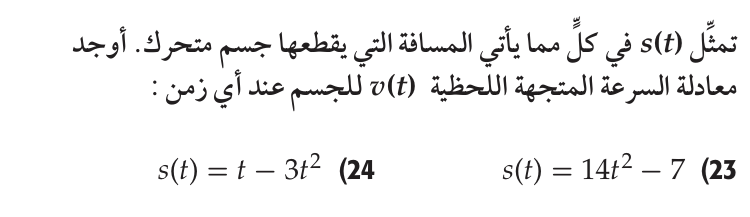 تمثِّل s(t) في كلٍّ مما يأتي المسافة التي يقطعها جسم متحرك. أوجد
معادلة السرعة المتجهة اللحظية v(t) للجسم عند أي زمن :
(23 s(t) = 14t² − 7 (24 s(t) = t − 3t²